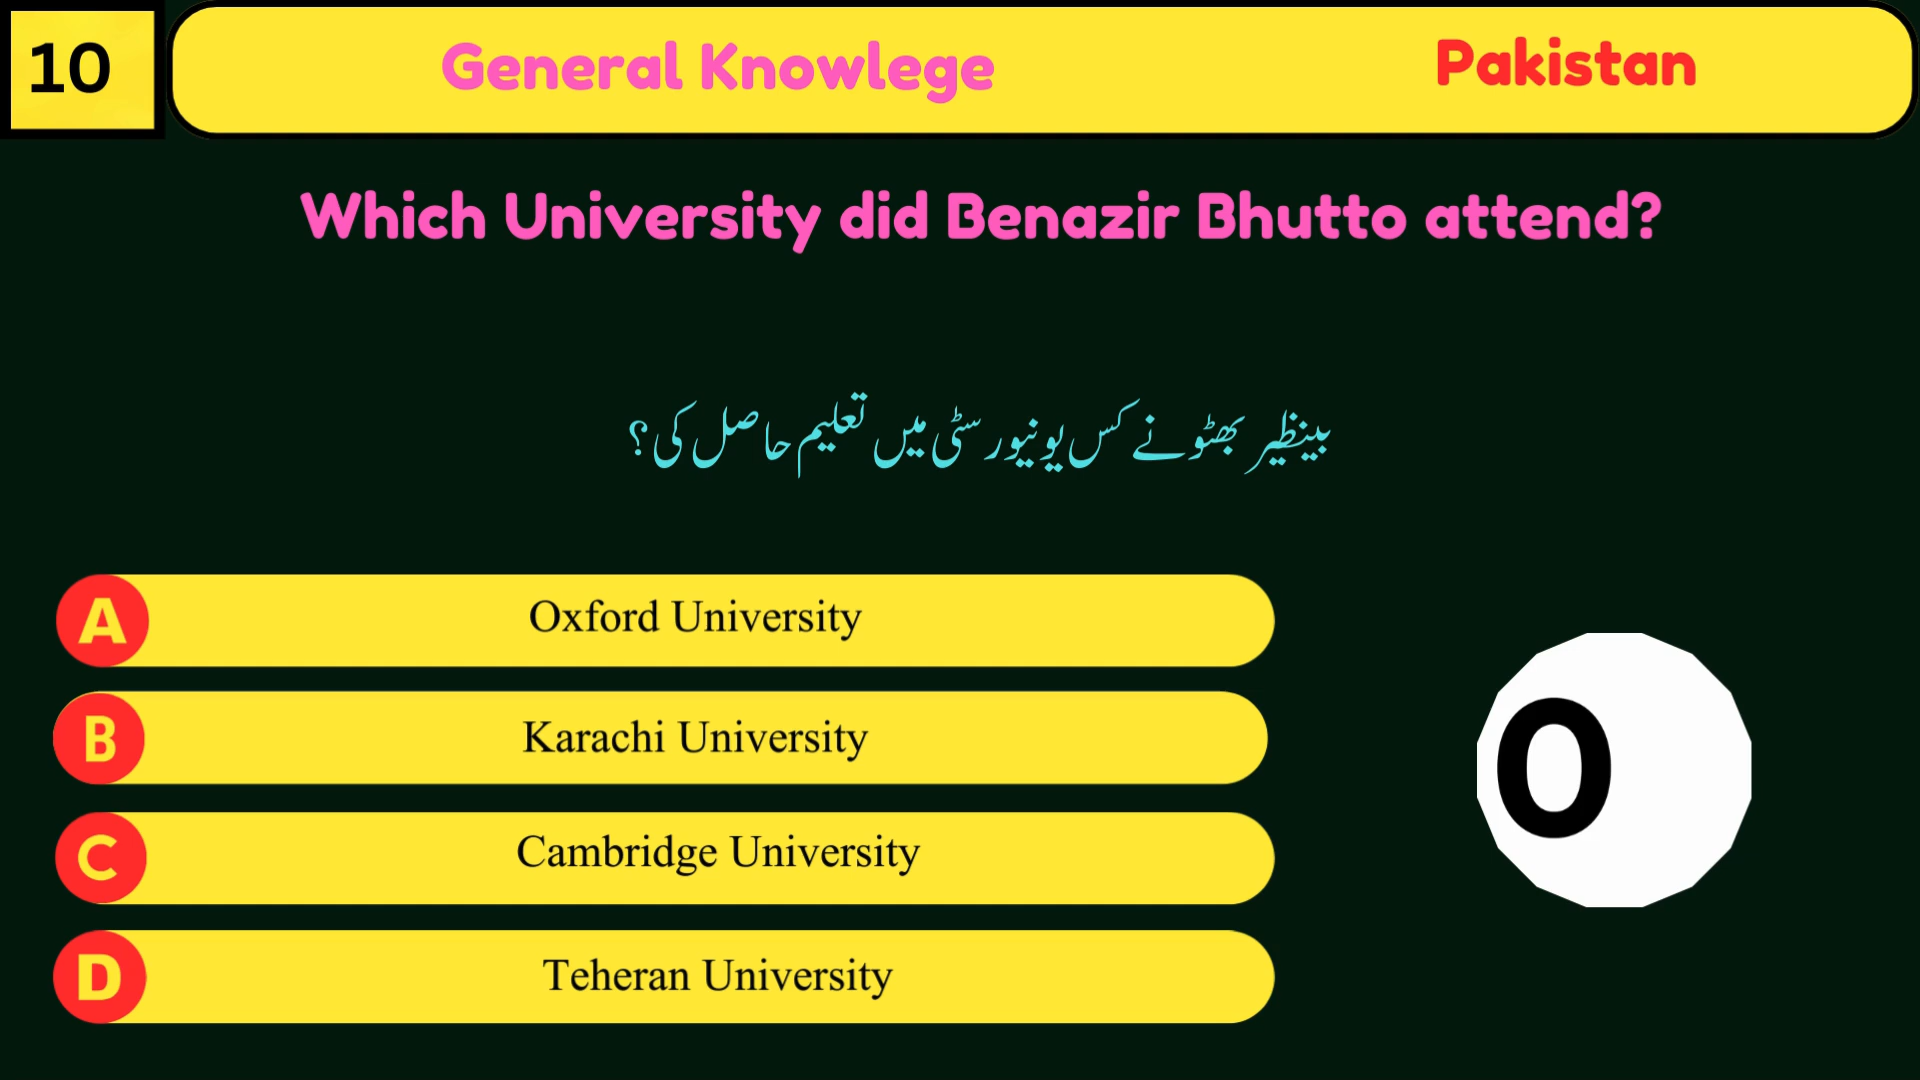 10
General Knowlege
Pakistan
Which University did Benazir Bhutto attend?
بینظیر بھٹو نے کس یونیورسٹی میں تعلیم حاصل کی؟
A Oxford University
B Karachi University
C Cambridge University
D Teheran University
0